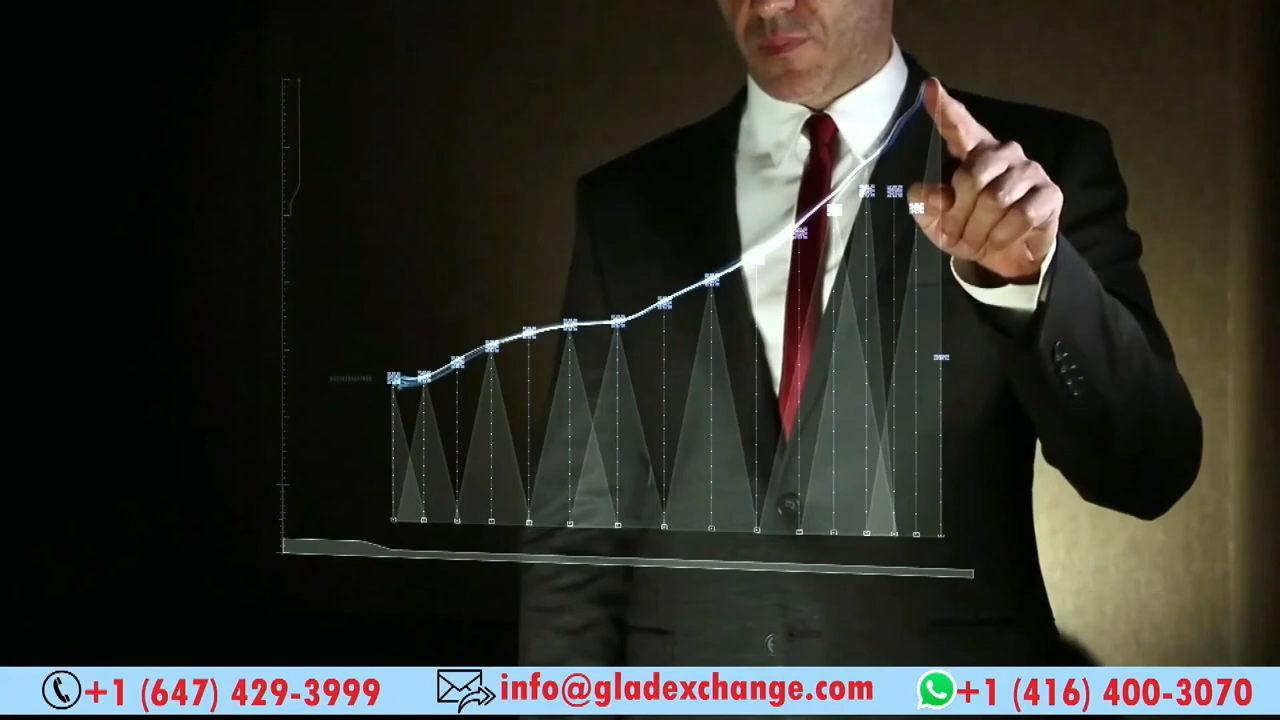 +1 (647) 429-3999 info@gladexchange.com +1 (416) 400-3070